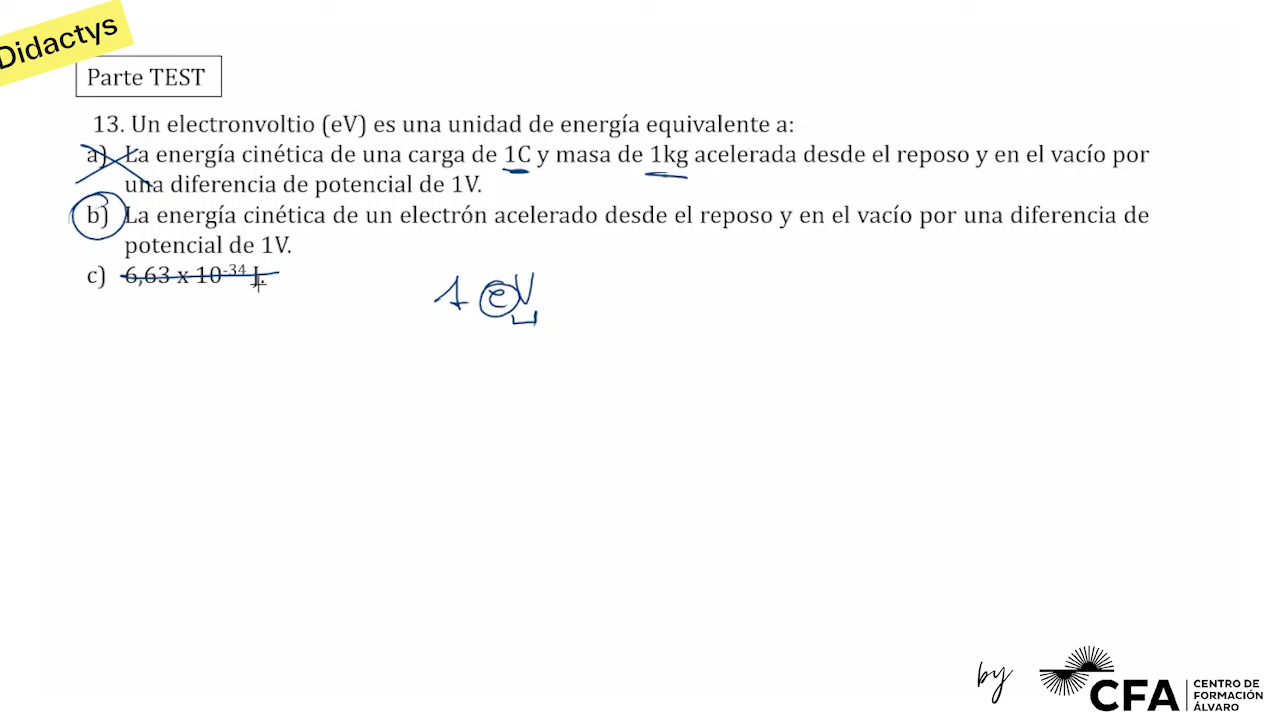 Didactys
Parte TEST
13. Un electronvoltio (eV) es una unidad de energía equivalente a:
a) La energía cinética de una carga de 1C y masa de 1kg acelerada desde el reposo y en el vacío por
una diferencia de potencial de 1V.
b) La energía cinética de un electrón acelerado desde el reposo y en el vacío por una diferencia de
potencial de 1V.
c) 6,63 x 10⁻³⁴ J.
1 eV
by
CFA
CENTRO DE
FORMACIÓN
ÁLVARO